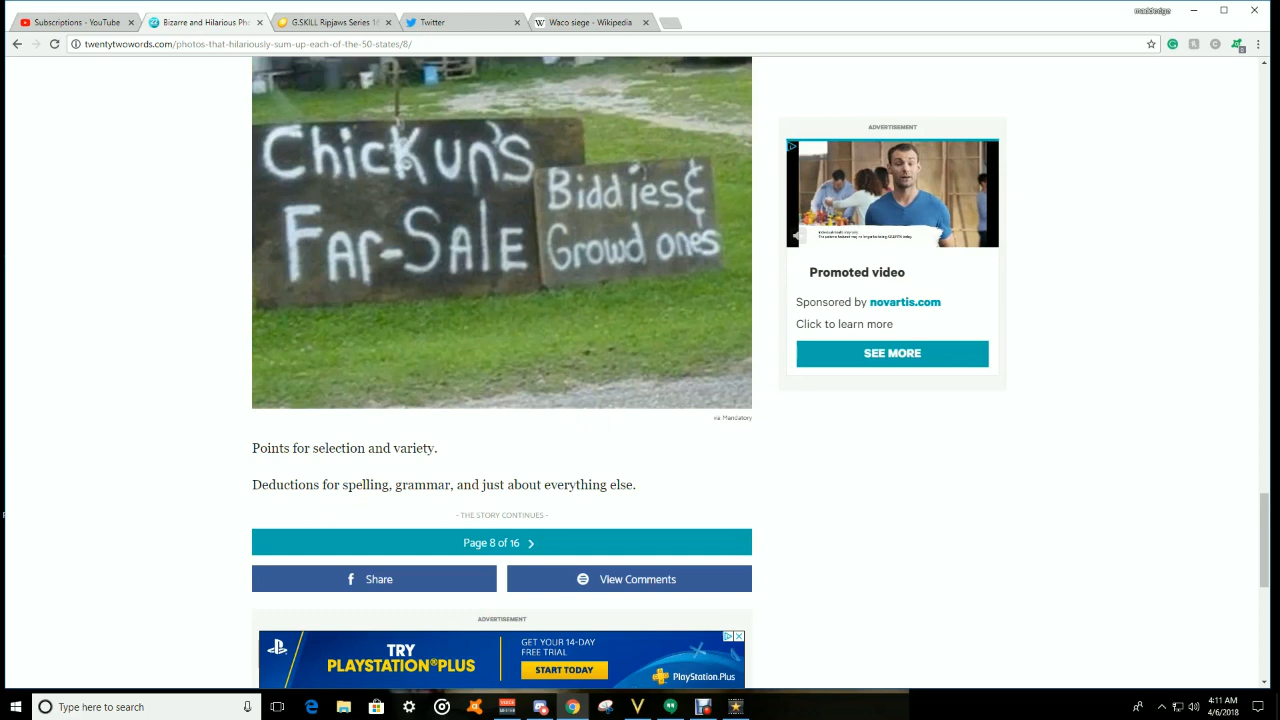 maddodge
Subscriptions - YouTube
Bizarre and Hilarious Ph
G.SKILL Ripjaws Series 16
Twitter
Waco siege - Wikipedia
twentytwowords.com/photos-that-hilariously-sum-up-each-of-the-50-states/8/
ChicKun's
Far-SALE
Biddies &
Growd ones
via Mandatory
Points for selection and variety.
Deductions for spelling, grammar, and just about everything else.
- THE STORY CONTINUES -
Page 8 of 16
Share
View Comments
ADVERTISEMENT
TRY
PLAYSTATION®PLUS
GET YOUR 14-DAY
FREE TRIAL
START TODAY
PlayStation.Plus
ADVERTISEMENT
Promoted video
Sponsored by novartis.com
Click to learn more
SEE MORE
Type here to search
4:11 AM
4/6/2018